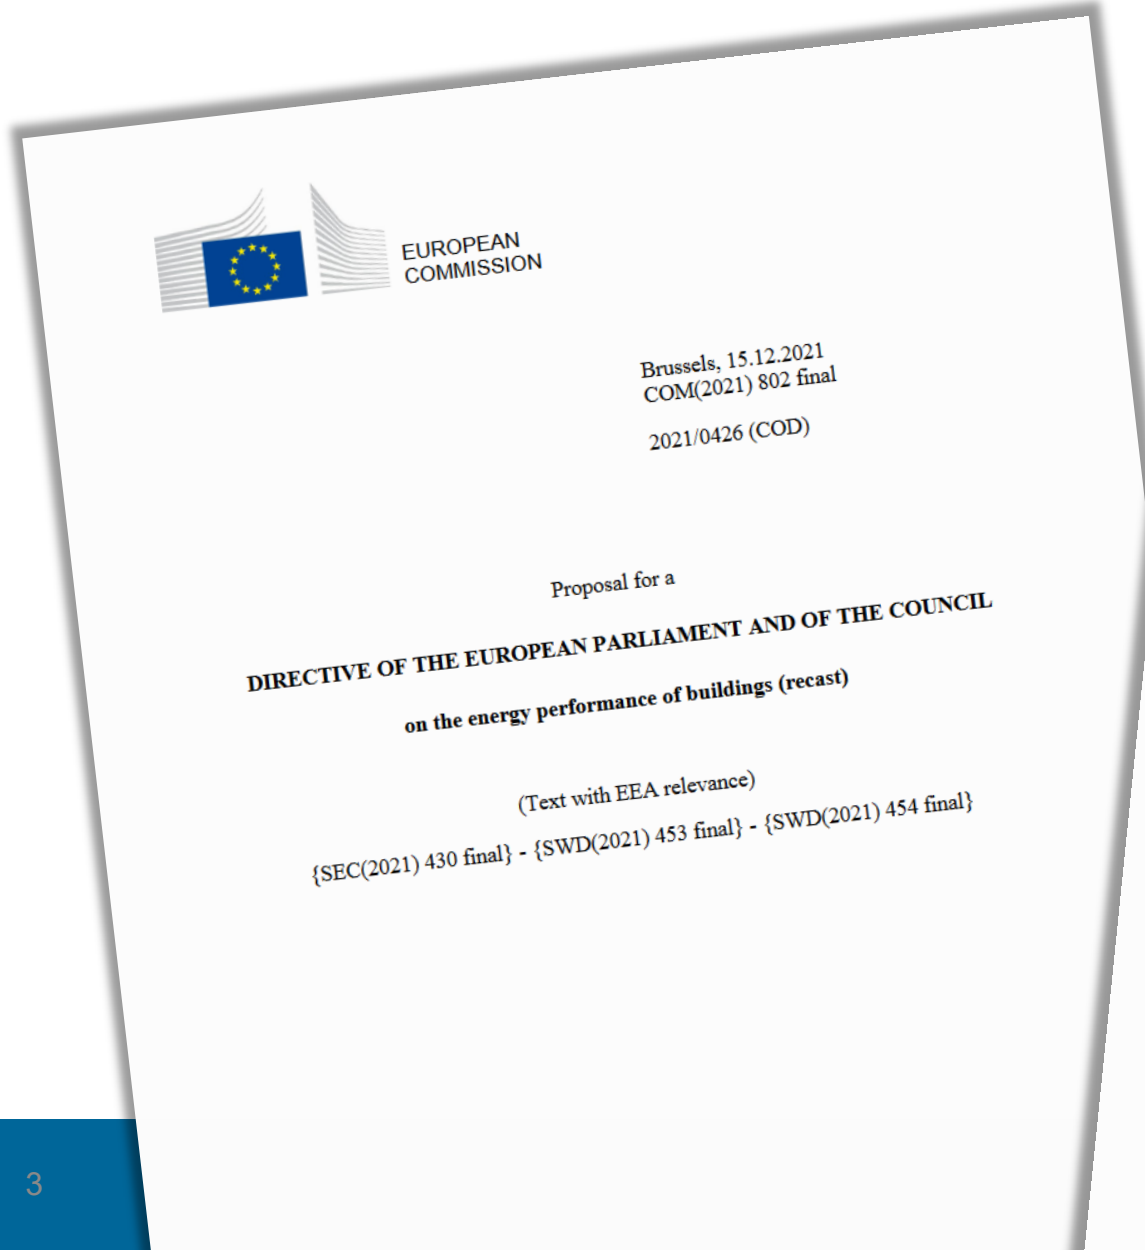 EUROPEAN
COMMISSION
Brussels, 15.12.2021
COM(2021) 802 final
2021/0426 (COD)
Proposal for a
DIRECTIVE OF THE EUROPEAN PARLIAMENT AND OF THE COUNCIL
on the energy performance of buildings (recast)
(Text with EEA relevance)
{SEC(2021) 430 final} - {SWD(2021) 453 final} - {SWD(2021) 454 final}
3